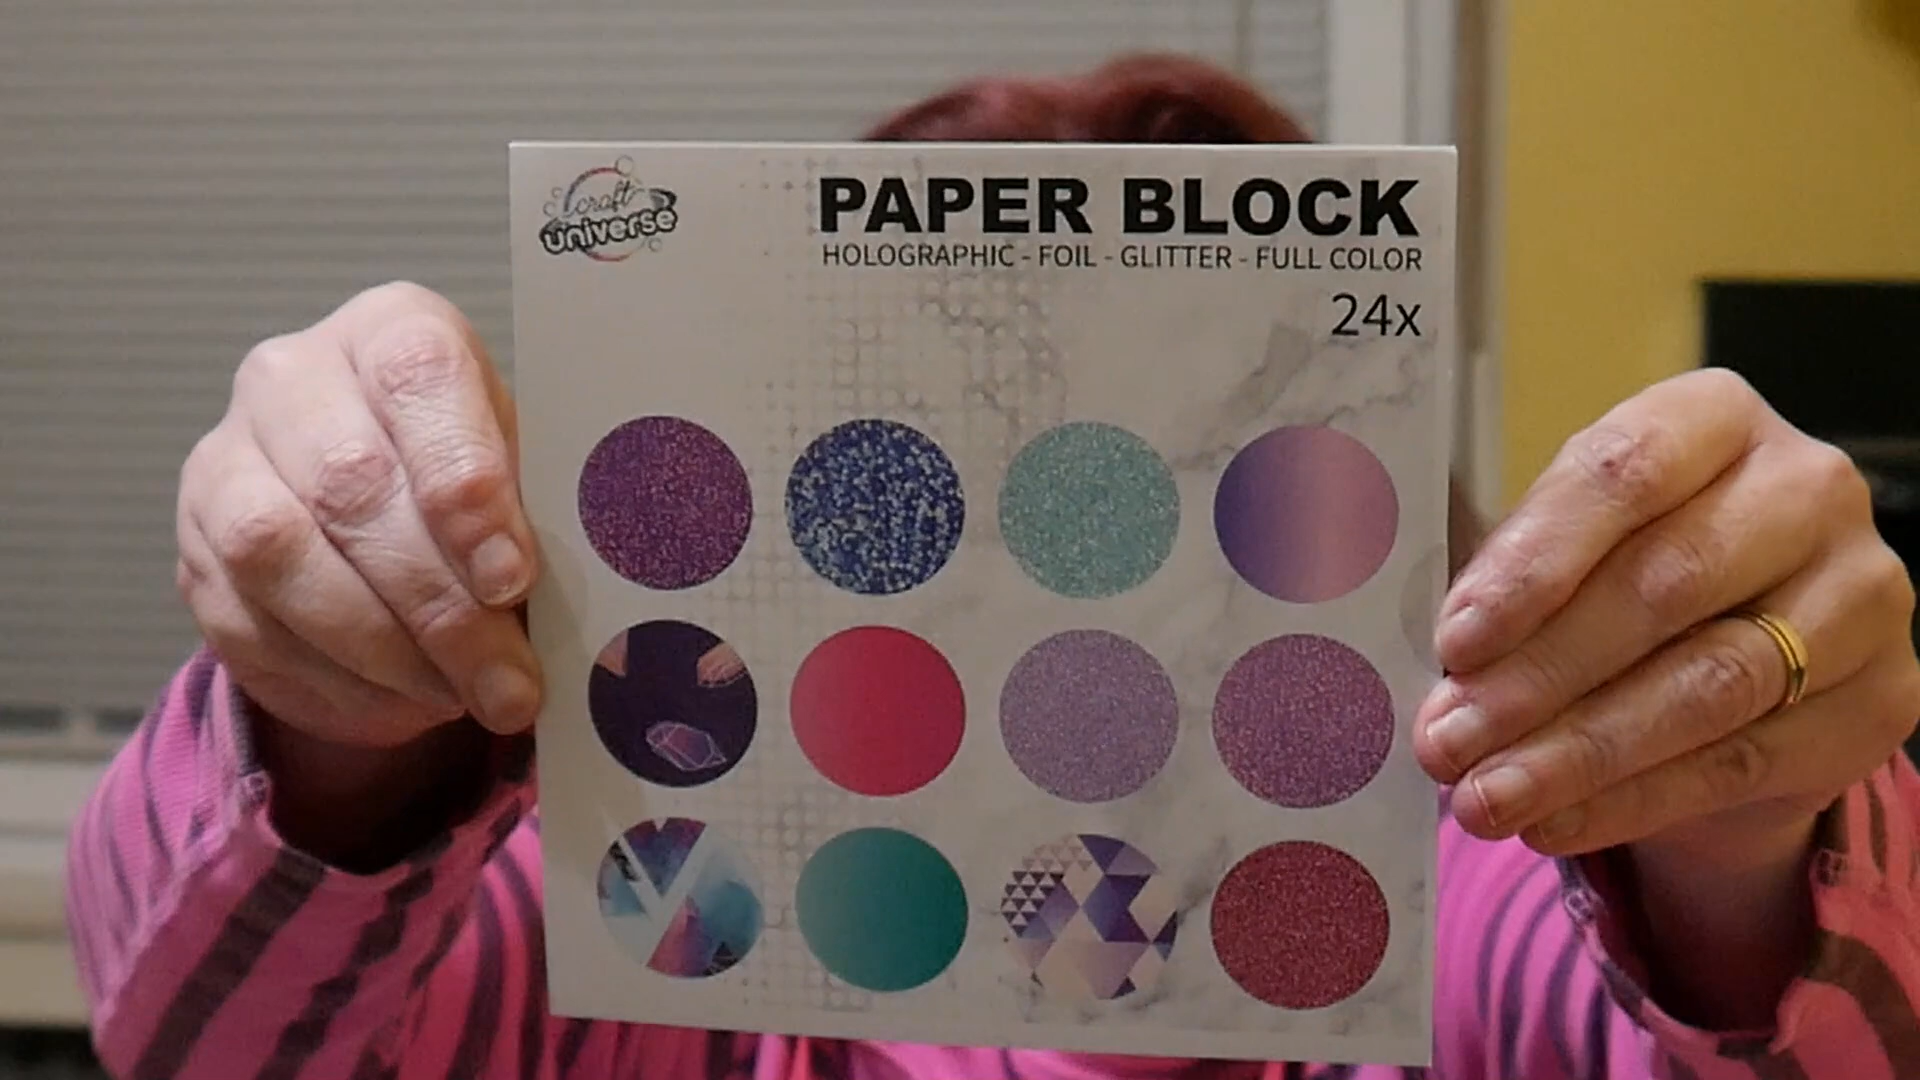 craft
universe
PAPER BLOCK
HOLOGRAPHIC - FOIL - GLITTER - FULL COLOR
24x